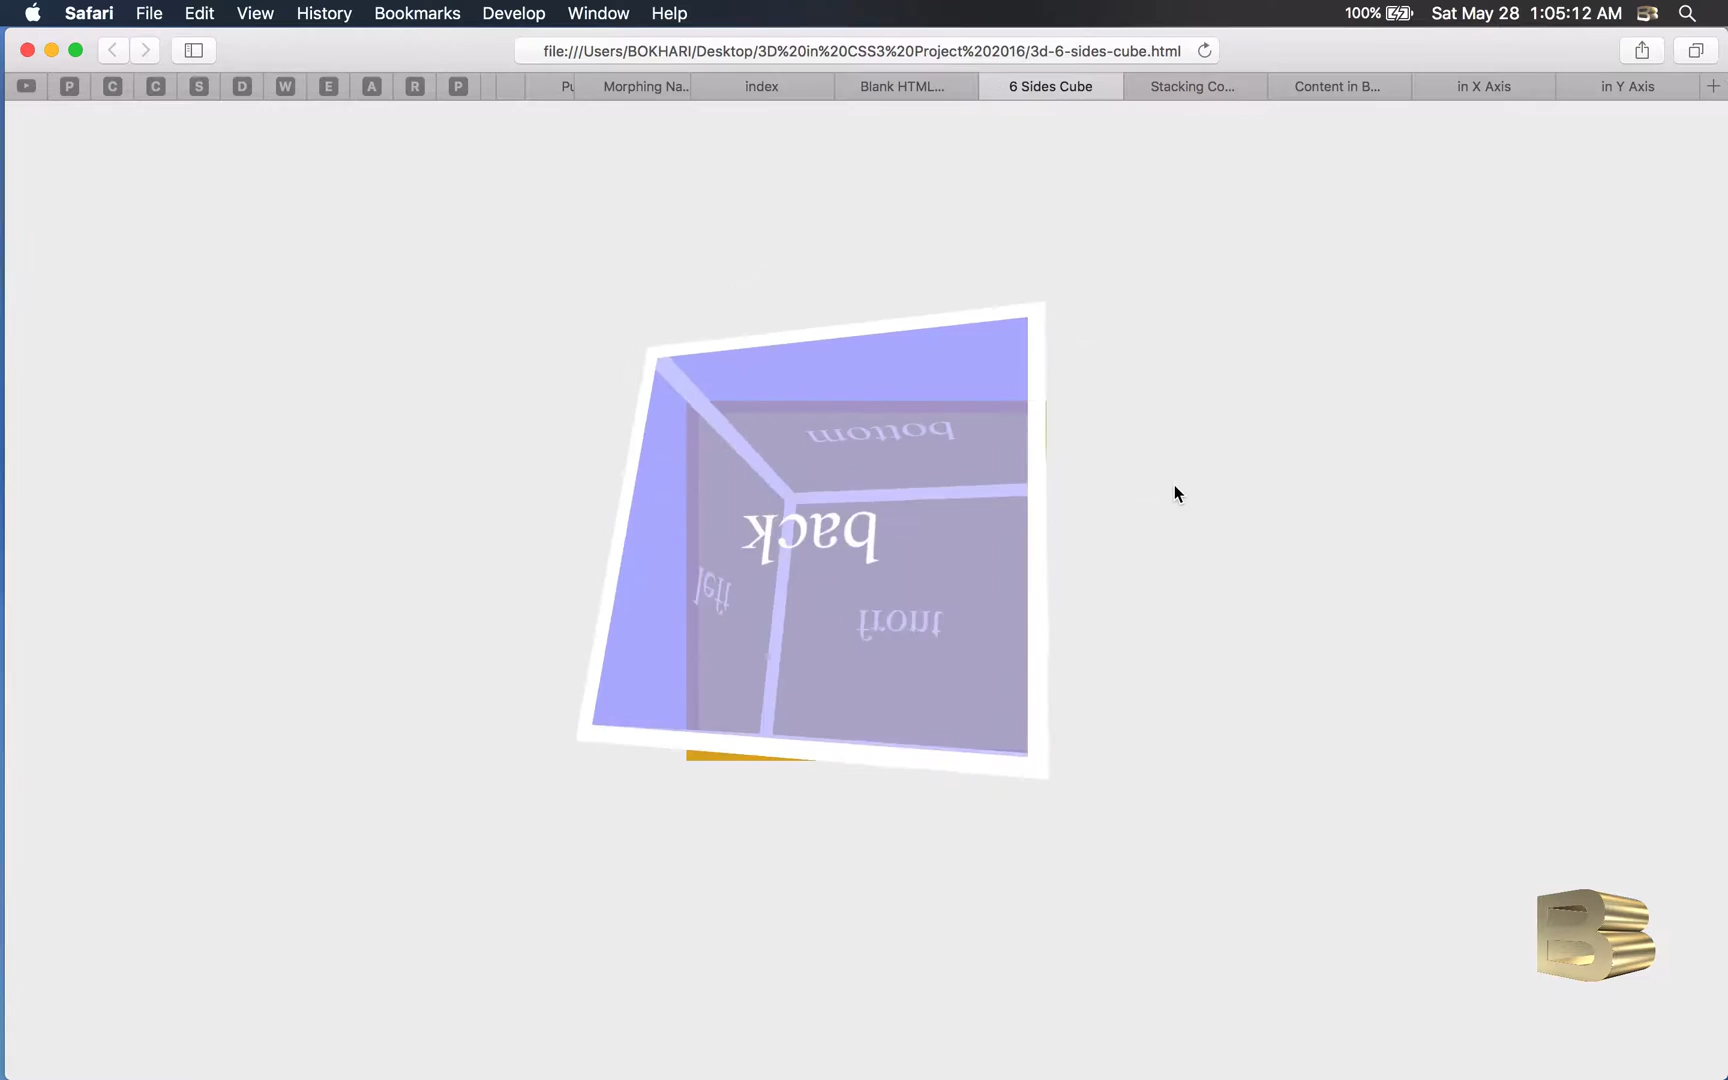 Safari File Edit View History Bookmarks Develop Window Help 100% Sat May 28 1:05:12 AM
file:///Users/BOKHARI/Desktop/3D%20in%20CSS3%20Project%202016/3d-6-sides-cube.html
P C C S D W E A R P Pu Morphing Na... index Blank HTML... 6 Sides Cube Stacking Co... Content in B... in X Axis in Y Axis
bottom
back
left
front
B